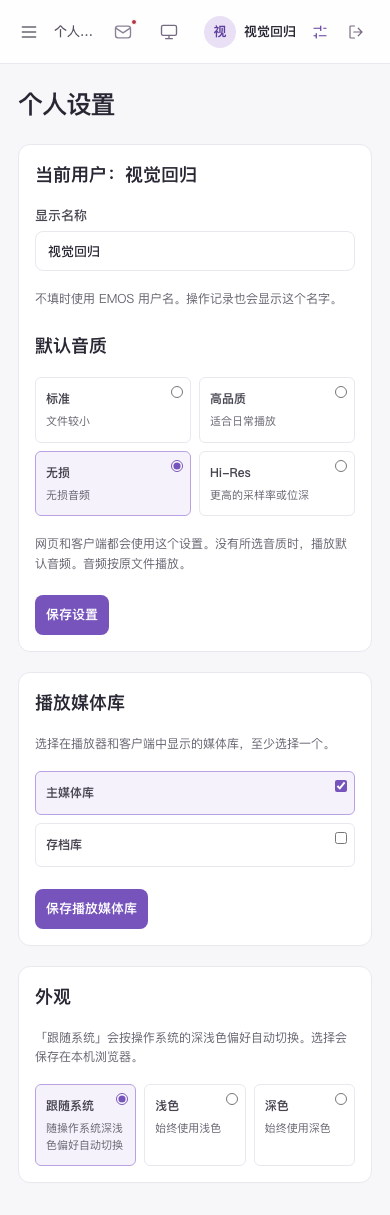 个人...
视
视觉回归
个人设置
当前用户：视觉回归
显示名称
视觉回归
不填时使用 EMOS 用户名。操作记录也会显示这个名字。
默认音质
标准
文件较小
高品质
适合日常播放
无损
无损音频
Hi-Res
更高的采样率或位深
网页和客户端都会使用这个设置。没有所选音质时，播放默
认音频。音频按原文件播放。
保存设置
播放媒体库
选择在播放器和客户端中显示的媒体库，至少选择一个。
主媒体库
存档库
保存播放媒体库
外观
「跟随系统」会按操作系统的深浅色偏好自动切换。选择会
保存在本机浏览器。
跟随系统
随操作系统深浅
色偏好自动切换
浅色
始终使用浅色
深色
始终使用深色